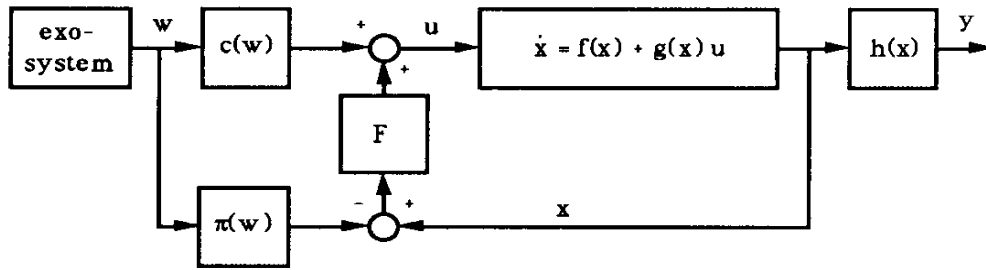 exo-
system
w
c(w)
+
+
u
ẋ = f(x) + g(x) u
h(x)
y
F
π(w)
-
+
x